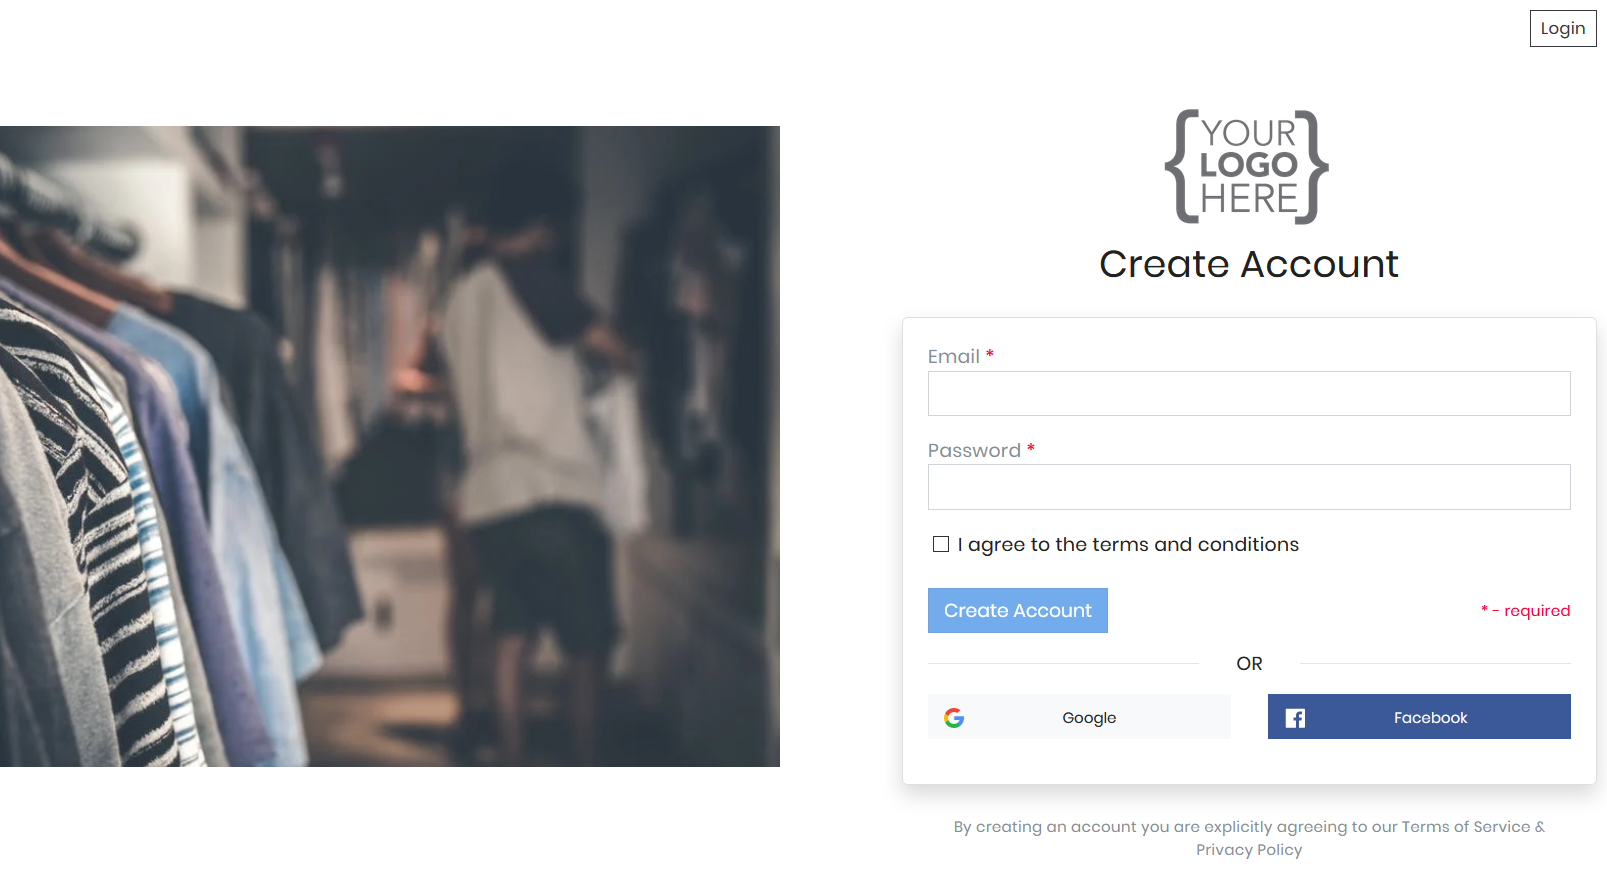 Login
YOUR
LOGO
HERE
Create Account
Email *
Password *
I agree to the terms and conditions
Create Account
* - required
OR
Google
Facebook
By creating an account you are explicitly agreeing to our Terms of Service &
Privacy Policy